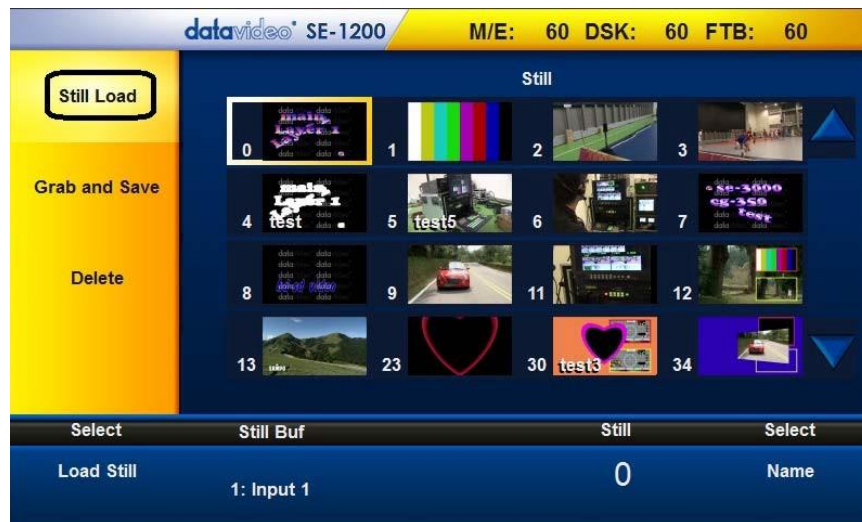 datavideo SE-1200 M/E: 60 DSK: 60 FTB: 60
Still Load
Still
0 1 2 3
Grab and Save
4 test 5 test5 6 7
Delete
8 9 11 12
13 23 30 test3 34
Select Still Buf Still Select
Load Still 1: Input 1 0 Name